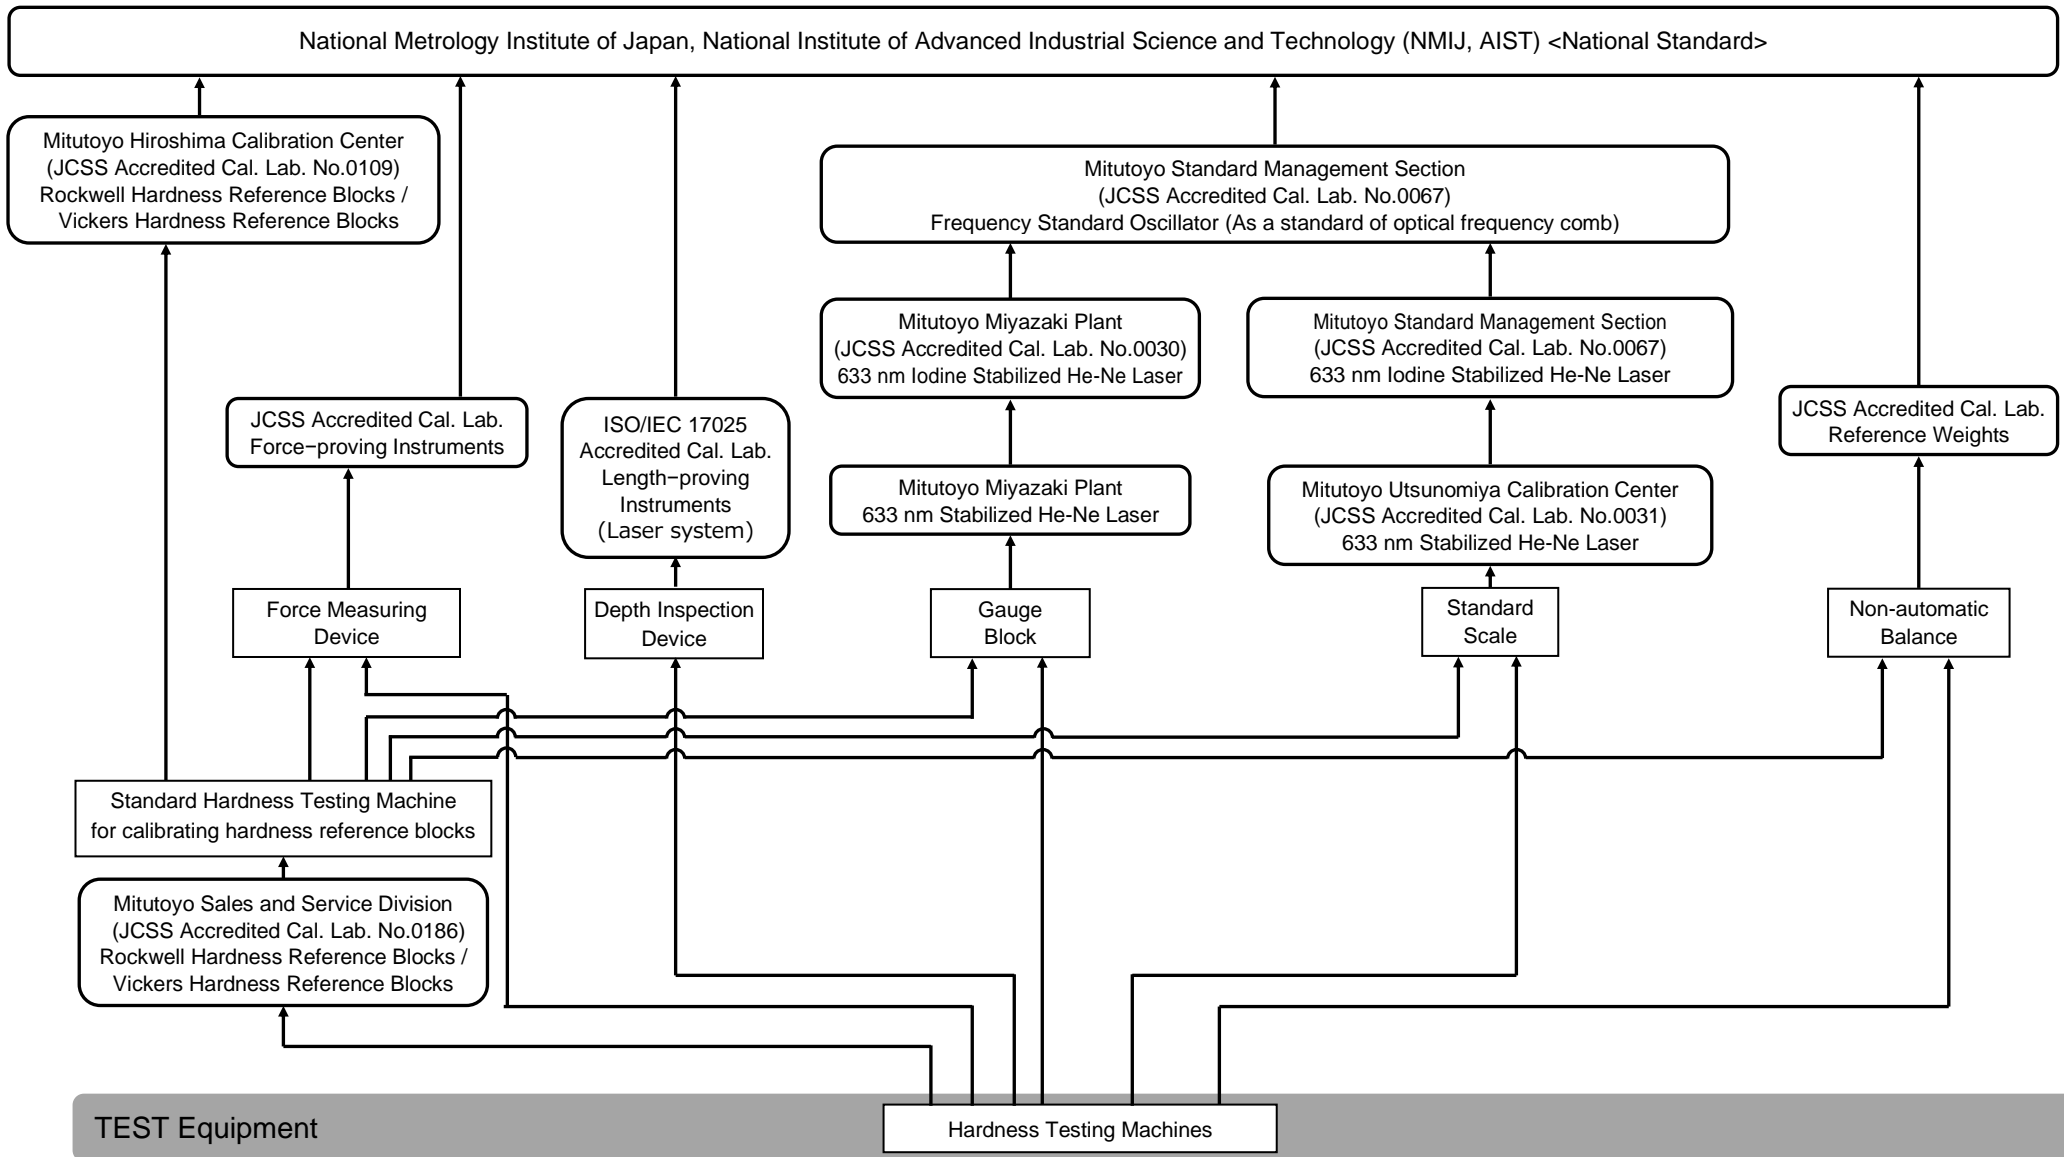 National Metrology Institute of Japan, National Institute of Advanced Industrial Science and Technology (NMIJ, AIST) <National Standard>
Mitutoyo Hiroshima Calibration Center
(JCSS Accredited Cal. Lab. No.0109)
Rockwell Hardness Reference Blocks /
Vickers Hardness Reference Blocks
Mitutoyo Standard Management Section
(JCSS Accredited Cal. Lab. No.0067)
Frequency Standard Oscillator (As a standard of optical frequency comb)
Mitutoyo Miyazaki Plant
(JCSS Accredited Cal. Lab. No.0030)
633 nm Iodine Stabilized He-Ne Laser
Mitutoyo Standard Management Section
(JCSS Accredited Cal. Lab. No.0067)
633 nm Iodine Stabilized He-Ne Laser
JCSS Accredited Cal. Lab.
Force−proving Instruments
ISO/IEC 17025
Accredited Cal. Lab.
Length−proving
Instruments
(Laser system)
JCSS Accredited Cal. Lab.
Reference Weights
Mitutoyo Miyazaki Plant
633 nm Stabilized He-Ne Laser
Mitutoyo Utsunomiya Calibration Center
(JCSS Accredited Cal. Lab. No.0031)
633 nm Stabilized He-Ne Laser
Force Measuring
Device
Depth Inspection
Device
Gauge
Block
Standard
Scale
Non-automatic
Balance
Standard Hardness Testing Machine
for calibrating hardness reference blocks
Mitutoyo Sales and Service Division
(JCSS Accredited Cal. Lab. No.0186)
Rockwell Hardness Reference Blocks /
Vickers Hardness Reference Blocks
TEST Equipment
Hardness Testing Machines